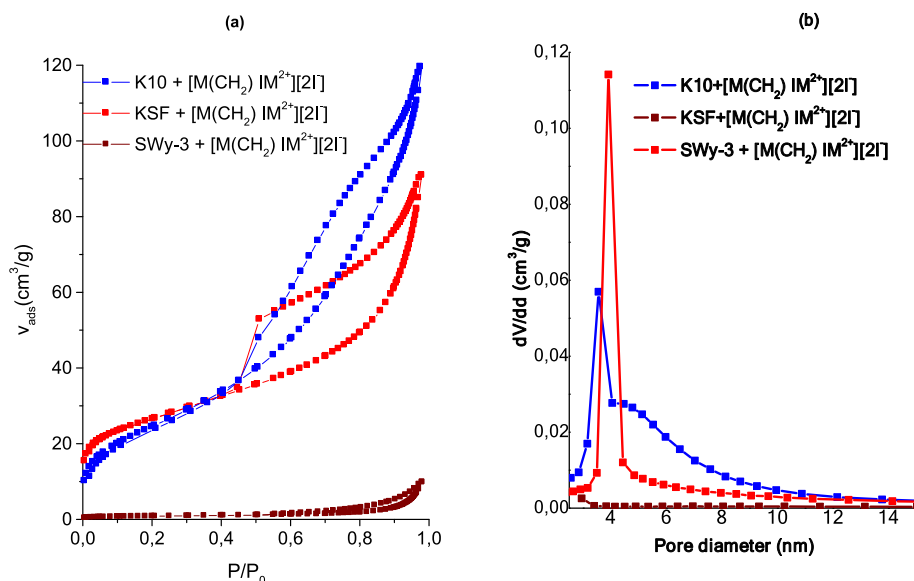 (a)
K10 + [M(CH₂) IM²⁺][2I⁻]
KSF + [M(CH₂) IM²⁺][2I⁻]
SWy-3 + [M(CH₂) IM²⁺][2I⁻]
120
100
80
60
40
20
0
v_ads(cm³/g)
0,0 0,2 0,4 0,6 0,8 1,0
P/P₀
(b)
K10+[M(CH₂) IM²⁺][2I⁻]
KSF+[M(CH₂) IM²⁺][2I⁻]
SWy-3 + [M(CH₂) IM²⁺][2I⁻]
0,12
0,10
0,08
0,06
0,04
0,02
0,00
dV/dd (cm³/g)
4 6 8 10 12 14
Pore diameter (nm)